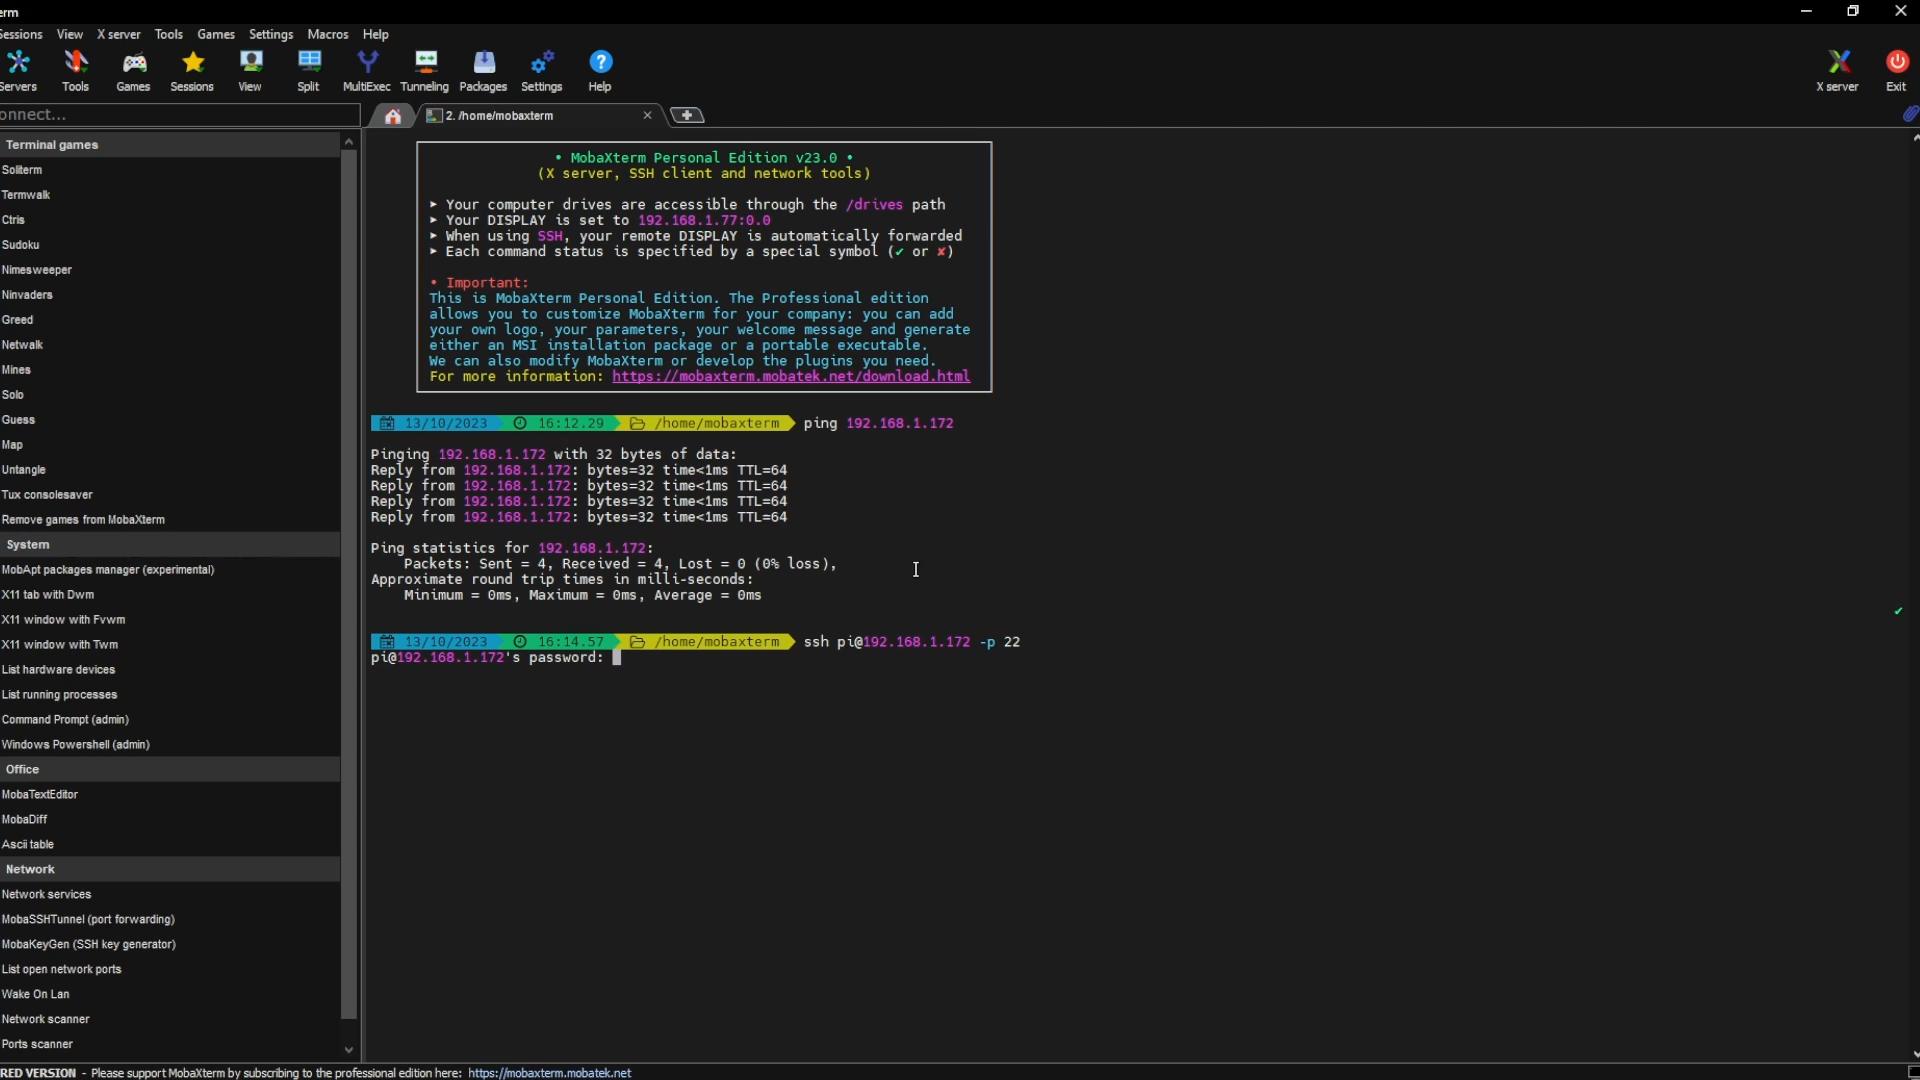 erm
Sessions View X server Tools Games Settings Macros Help
Servers Tools Games Sessions View Split MultiExec Tunneling Packages Settings Help X server Exit
onnect...
2. /home/mobaxterm
Terminal games
Soliterm
Termwalk
Ctris
Sudoku
Nimesweeper
Ninvaders
Greed
Netwalk
Mines
Solo
Guess
Map
Untangle
Tux consolesaver
Remove games from MobaXterm
System
MobApt packages manager (experimental)
X11 tab with Dwm
X11 window with Fvwm
X11 window with Twm
List hardware devices
List running processes
Command Prompt (admin)
Windows Powershell (admin)
Office
MobaTextEditor
MobaDiff
Ascii table
Network
Network services
MobaSSHTunnel (port forwarding)
MobaKeyGen (SSH key generator)
List open network ports
Wake On Lan
Network scanner
Ports scanner
• MobaXterm Personal Edition v23.0 •
(X server, SSH client and network tools)
► Your computer drives are accessible through the /drives path
► Your DISPLAY is set to 192.168.1.77:0.0
► When using SSH, your remote DISPLAY is automatically forwarded
► Each command status is specified by a special symbol (✔ or ✘)
• Important:
This is MobaXterm Personal Edition. The Professional edition
allows you to customize MobaXterm for your company: you can add
your own logo, your parameters, your welcome message and generate
either an MSI installation package or a portable executable.
We can also modify MobaXterm or develop the plugins you need.
For more information: https://mobaxterm.mobatek.net/download.html
13/10/2023 16:12.29 /home/mobaxterm ping 192.168.1.172
Pinging 192.168.1.172 with 32 bytes of data:
Reply from 192.168.1.172: bytes=32 time<1ms TTL=64
Reply from 192.168.1.172: bytes=32 time<1ms TTL=64
Reply from 192.168.1.172: bytes=32 time<1ms TTL=64
Reply from 192.168.1.172: bytes=32 time<1ms TTL=64
Ping statistics for 192.168.1.172:
Packets: Sent = 4, Received = 4, Lost = 0 (0% loss),
Approximate round trip times in milli-seconds:
Minimum = 0ms, Maximum = 0ms, Average = 0ms
✔
13/10/2023 16:14.57 /home/mobaxterm ssh pi@192.168.1.172 -p 22
pi@192.168.1.172's password:
RED VERSION - Please support MobaXterm by subscribing to the professional edition here: https://mobaxterm.mobatek.net